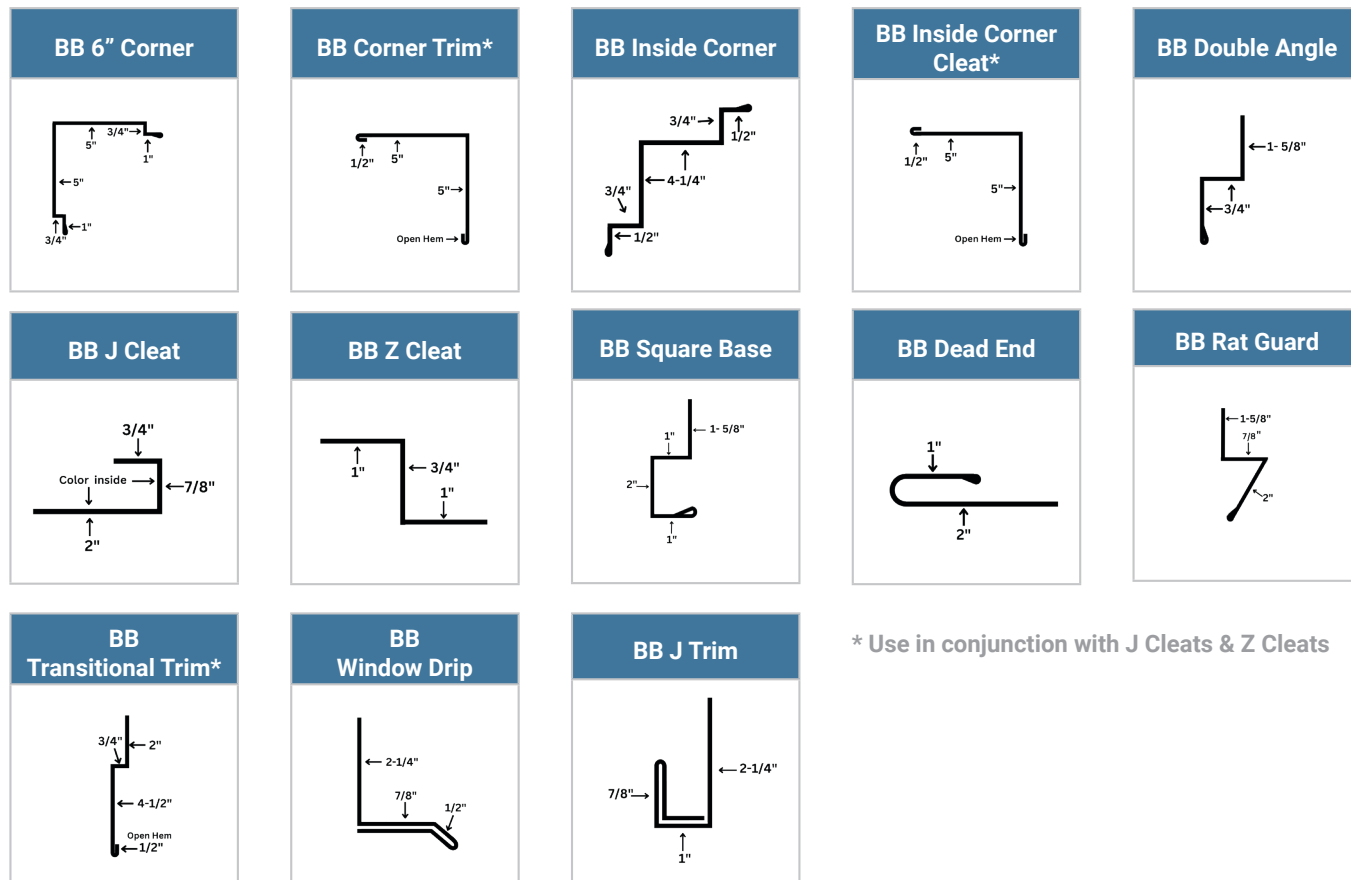 BB 6” Corner
5"
3/4"
1"
5"
3/4"
1"
BB Corner Trim*
1/2"
5"
5"
Open Hem
BB Inside Corner
3/4"
1/2"
4-1/4"
3/4"
1/2"
BB Inside Corner
Cleat*
1/2"
5"
5"
Open Hem
BB Double Angle
1- 5/8"
3/4"
BB J Cleat
3/4"
Color inside
7/8"
2"
BB Z Cleat
1"
3/4"
1"
BB Square Base
1- 5/8"
1"
2"
1"
BB Dead End
1"
2"
BB Rat Guard
1-5/8"
7/8"
2"
BB
Transitional Trim*
3/4"
2"
4-1/2"
Open Hem
1/2"
BB
Window Drip
2-1/4"
7/8"
1/2"
BB J Trim
2-1/4"
7/8"
1"
* Use in conjunction with J Cleats & Z Cleats